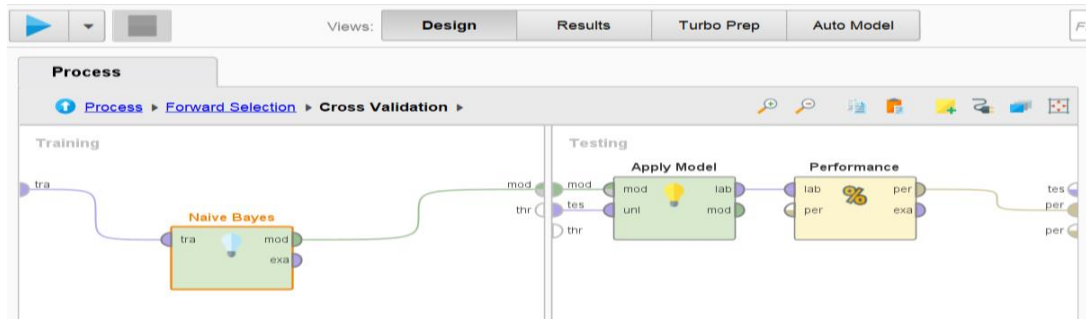 Views: Design Results Turbo Prep Auto Model F
Process
Process ▸ Forward Selection ▸ Cross Validation ▸
Training
tra
Naive Bayes
tra mod
exa
mod
thr
Testing
mod
tes
thr
Apply Model
mod lab
unl mod
Performance
% 
lab per
per exa
tes
per
per